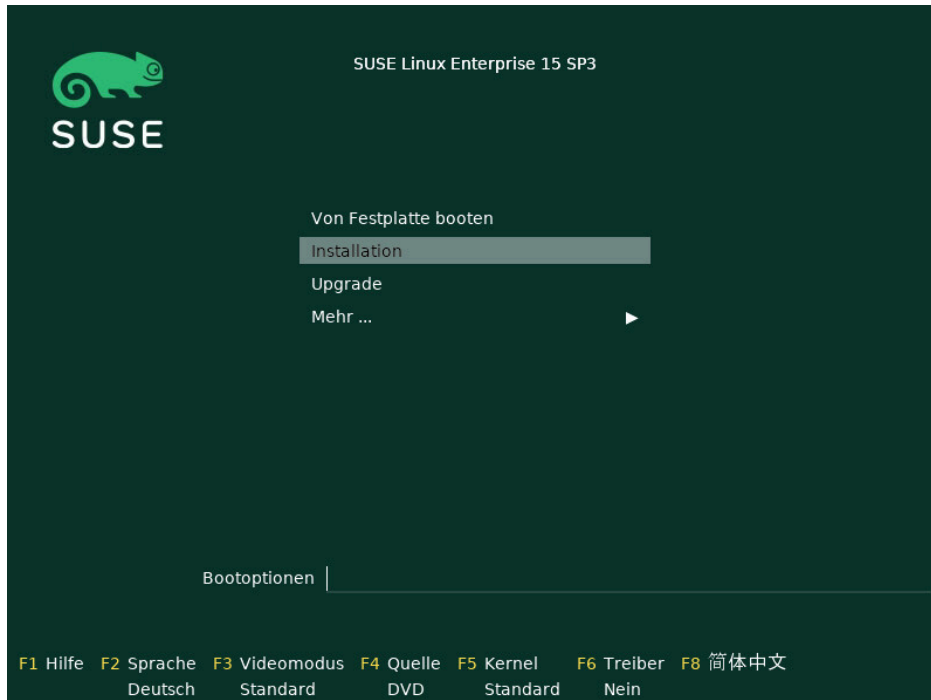 SUSE Linux Enterprise 15 SP3
SUSE
Von Festplatte booten
Installation
Upgrade
Mehr ...
Bootoptionen
F1 Hilfe F2 Sprache F3 Videomodus F4 Quelle F5 Kernel F6 Treiber F8 简体中文
Deutsch Standard DVD Standard Nein